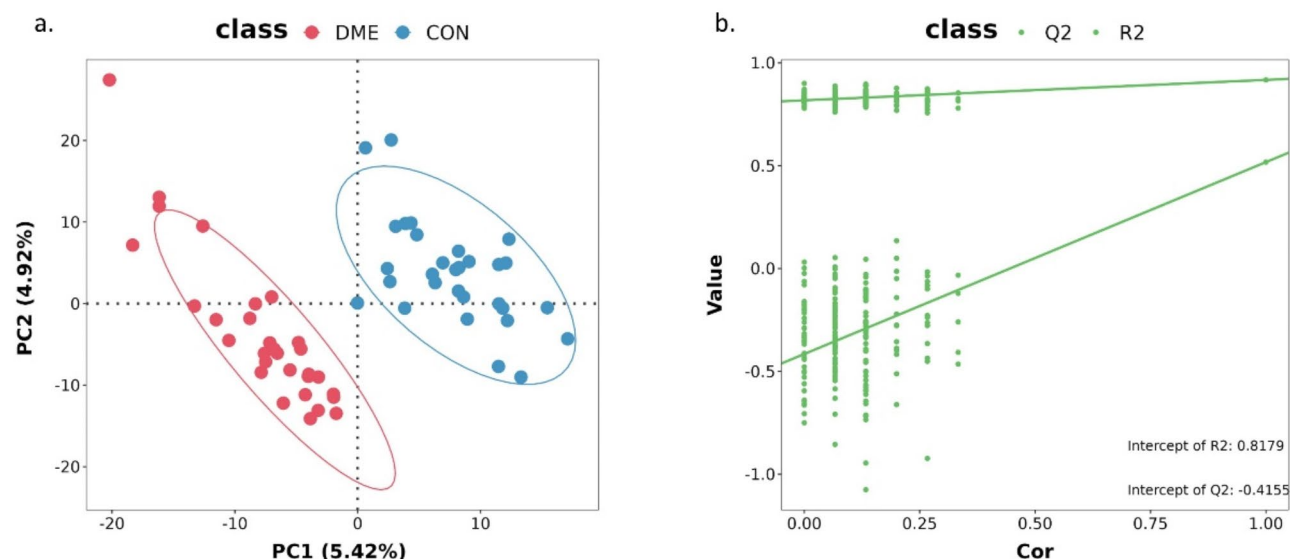 a.
class DME CON
PC2 (4.92%)
20
10
0
-10
-20
-20
-10
0
10
PC1 (5.42%)
b.
class Q2 R2
Value
1.0
0.5
0.0
-0.5
-1.0
Intercept of R2: 0.8179
Intercept of Q2: -0.4155
0.00
0.25
0.50
0.75
1.00
Cor